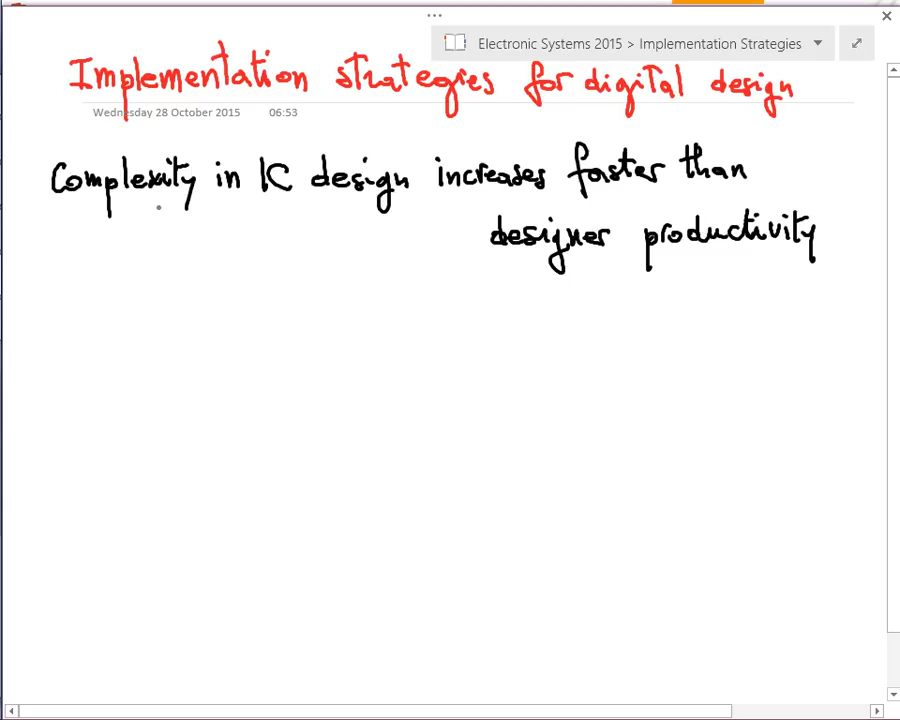 Electronic Systems 2015 > Implementation Strategies
Implementation strategies for digital design
Wednesday 28 October 2015 06:53
Complexity in IC design increases faster than
designer productivity